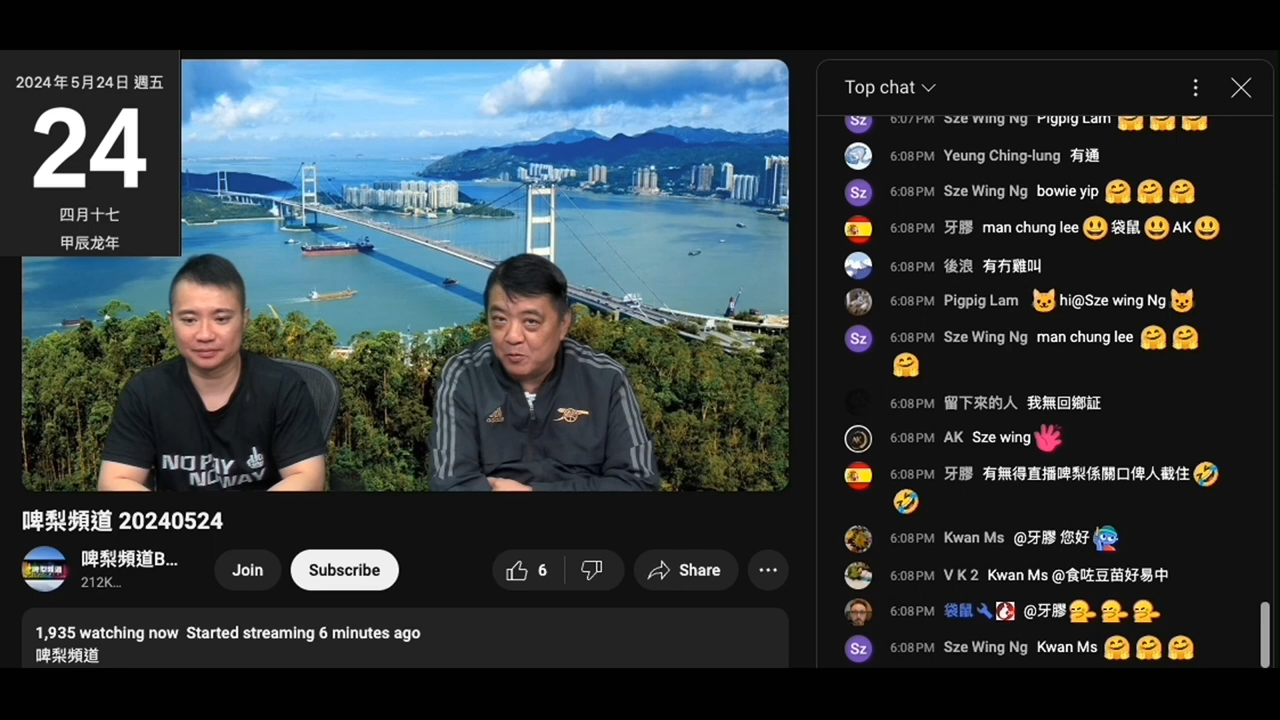 2024年5月24日 週五
24
四月十七
甲辰龙年
NO P Y
NO WAY
adidas
啤梨頻道 20240524
啤梨頻道B...
212K...
Join
Subscribe
6
Share
1,935 watching now Started streaming 6 minutes ago
啤梨頻道
Top chat
Sz 6:07PM Sze Wing Ng Pigpig Lam 🤗🤗🤗
6:08PM Yeung Ching-lung 有通
Sz 6:08PM Sze Wing Ng bowie yip 🤗🤗🤗
6:08PM 牙膠 man chung lee 😃 袋鼠 😃 AK 😃
6:08PM 後浪 有冇雞叫
6:08PM Pigpig Lam 😺 hi@Sze wing Ng 😺
Sz 6:08PM Sze Wing Ng man chung lee 🤗🤗
🤗
6:08PM 留下來的人 我無回鄉証
AK 6:08PM AK Sze wing 👋
6:08PM 牙膠 有無得直播啤梨係關口俾人截住 🤣
🤣
6:08PM Kwan Ms @牙膠 您好
6:08PM V K 2 Kwan Ms @食咗豆苗好易中
6:08PM 袋鼠 @牙膠
Sz 6:08PM Sze Wing Ng Kwan Ms 🤗🤗🤗